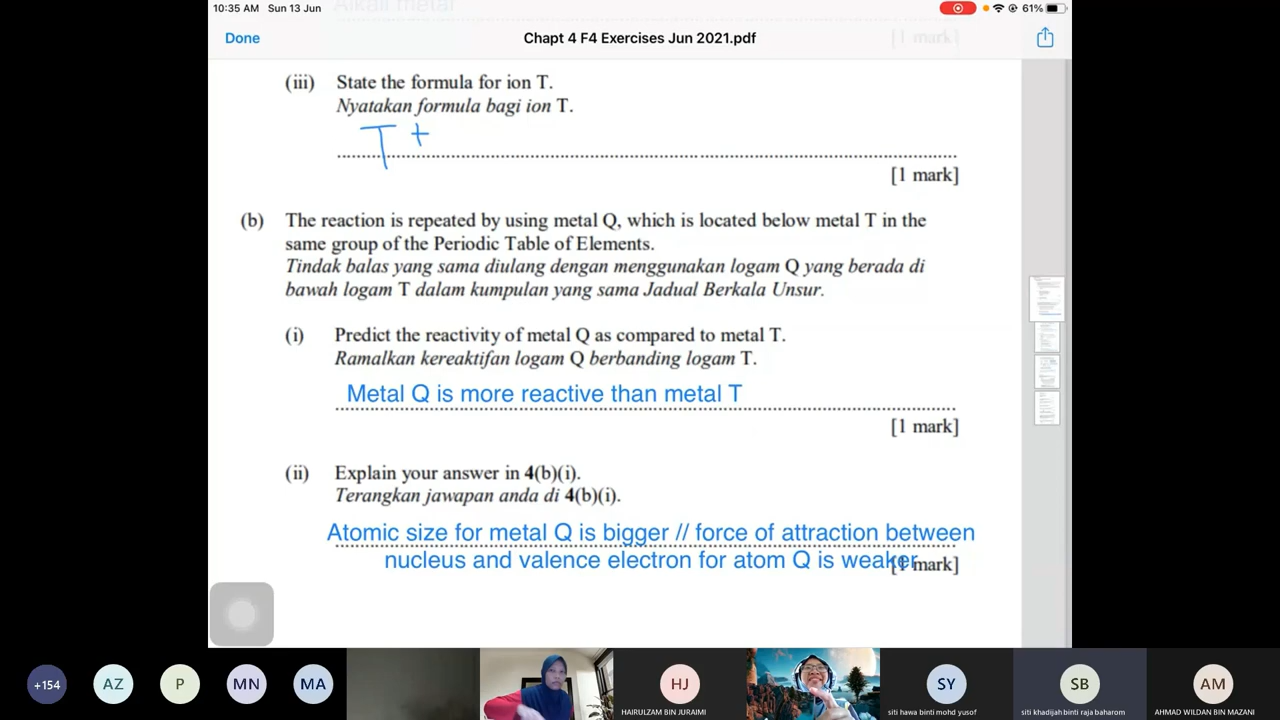 10:35 AM Sun 13 Jun
61%
Alkali metal
Done
Chapt 4 F4 Exercises Jun 2021.pdf
[1 mark]
(iii) State the formula for ion T.
Nyatakan formula bagi ion T.
T +
[1 mark]
(b) The reaction is repeated by using metal Q, which is located below metal T in the
same group of the Periodic Table of Elements.
Tindak balas yang sama diulang dengan menggunakan logam Q yang berada di
bawah logam T dalam kumpulan yang sama Jadual Berkala Unsur.
(i) Predict the reactivity of metal Q as compared to metal T.
Ramalkan kereaktifan logam Q berbanding logam T.
Metal Q is more reactive than metal T
[1 mark]
(ii) Explain your answer in 4(b)(i).
Terangkan jawapan anda di 4(b)(i).
Atomic size for metal Q is bigger // force of attraction between
nucleus and valence electron for atom Q is weaker
[1 mark]
+154
AZ
P
MN
MA
HJ
HAIRULZAM BIN JURAIMI
SY
siti hawa binti mohd yusof
SB
siti khadijah binti raja baharom
AM
AHMAD WILDAN BIN MAZANI